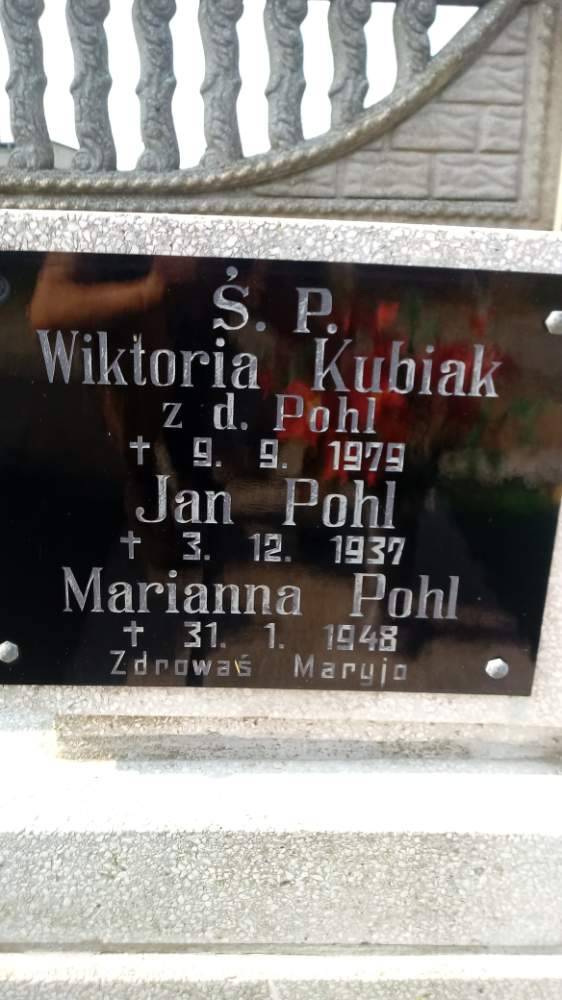 Ś. P.
Wiktoria Kubiak
z d. Pohl
† 9. 9. 1979
Jan Pohl
† 3. 12. 1937
Marianna Pohl
† 31. 1. 1948
Zdrowaś Maryjo